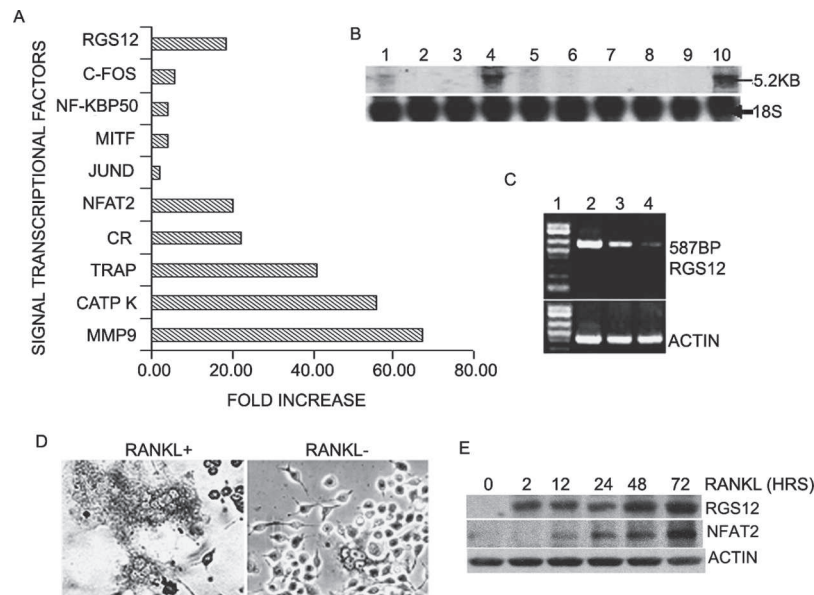 A
SIGNAL TRANSCRIPTIONAL FACTORS
RGS12
C-FOS
NF-KBP50
MITF
JUND
NFAT2
CR
TRAP
CATP K
MMP9
0.00 20.00 40.00 60.00 80.00
FOLD INCREASE
B
1 2 3 4 5 6 7 8 9 10
5.2KB
18S
C
1 2 3 4
587BP
RGS12
ACTIN
D
RANKL+ RANKL-
E
0 2 12 24 48 72 RANKL (HRS)
RGS12
NFAT2
ACTIN